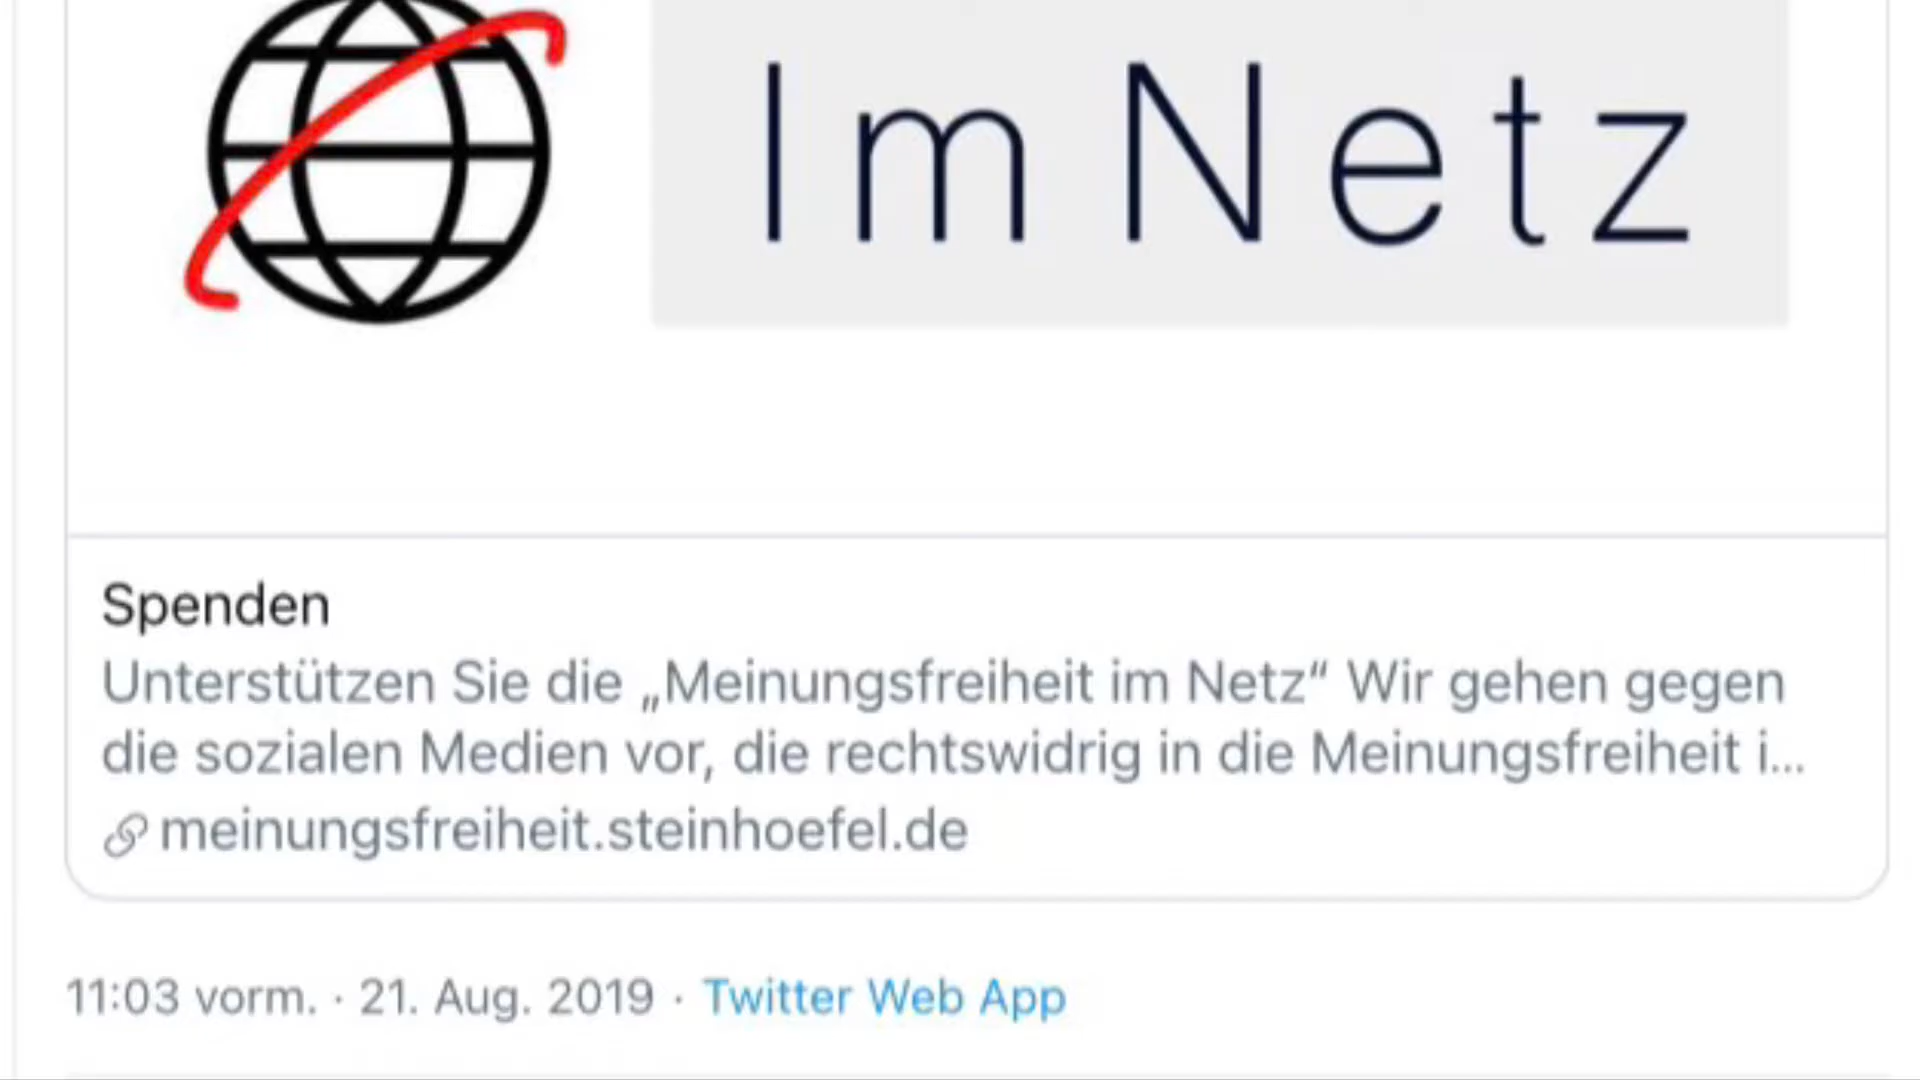 Im Netz
Spenden
Unterstützen Sie die „Meinungsfreiheit im Netz“ Wir gehen gegen
die sozialen Medien vor, die rechtswidrig in die Meinungsfreiheit i...
meinungsfreiheit.steinhoefel.de
11:03 vorm. · 21. Aug. 2019 · Twitter Web App